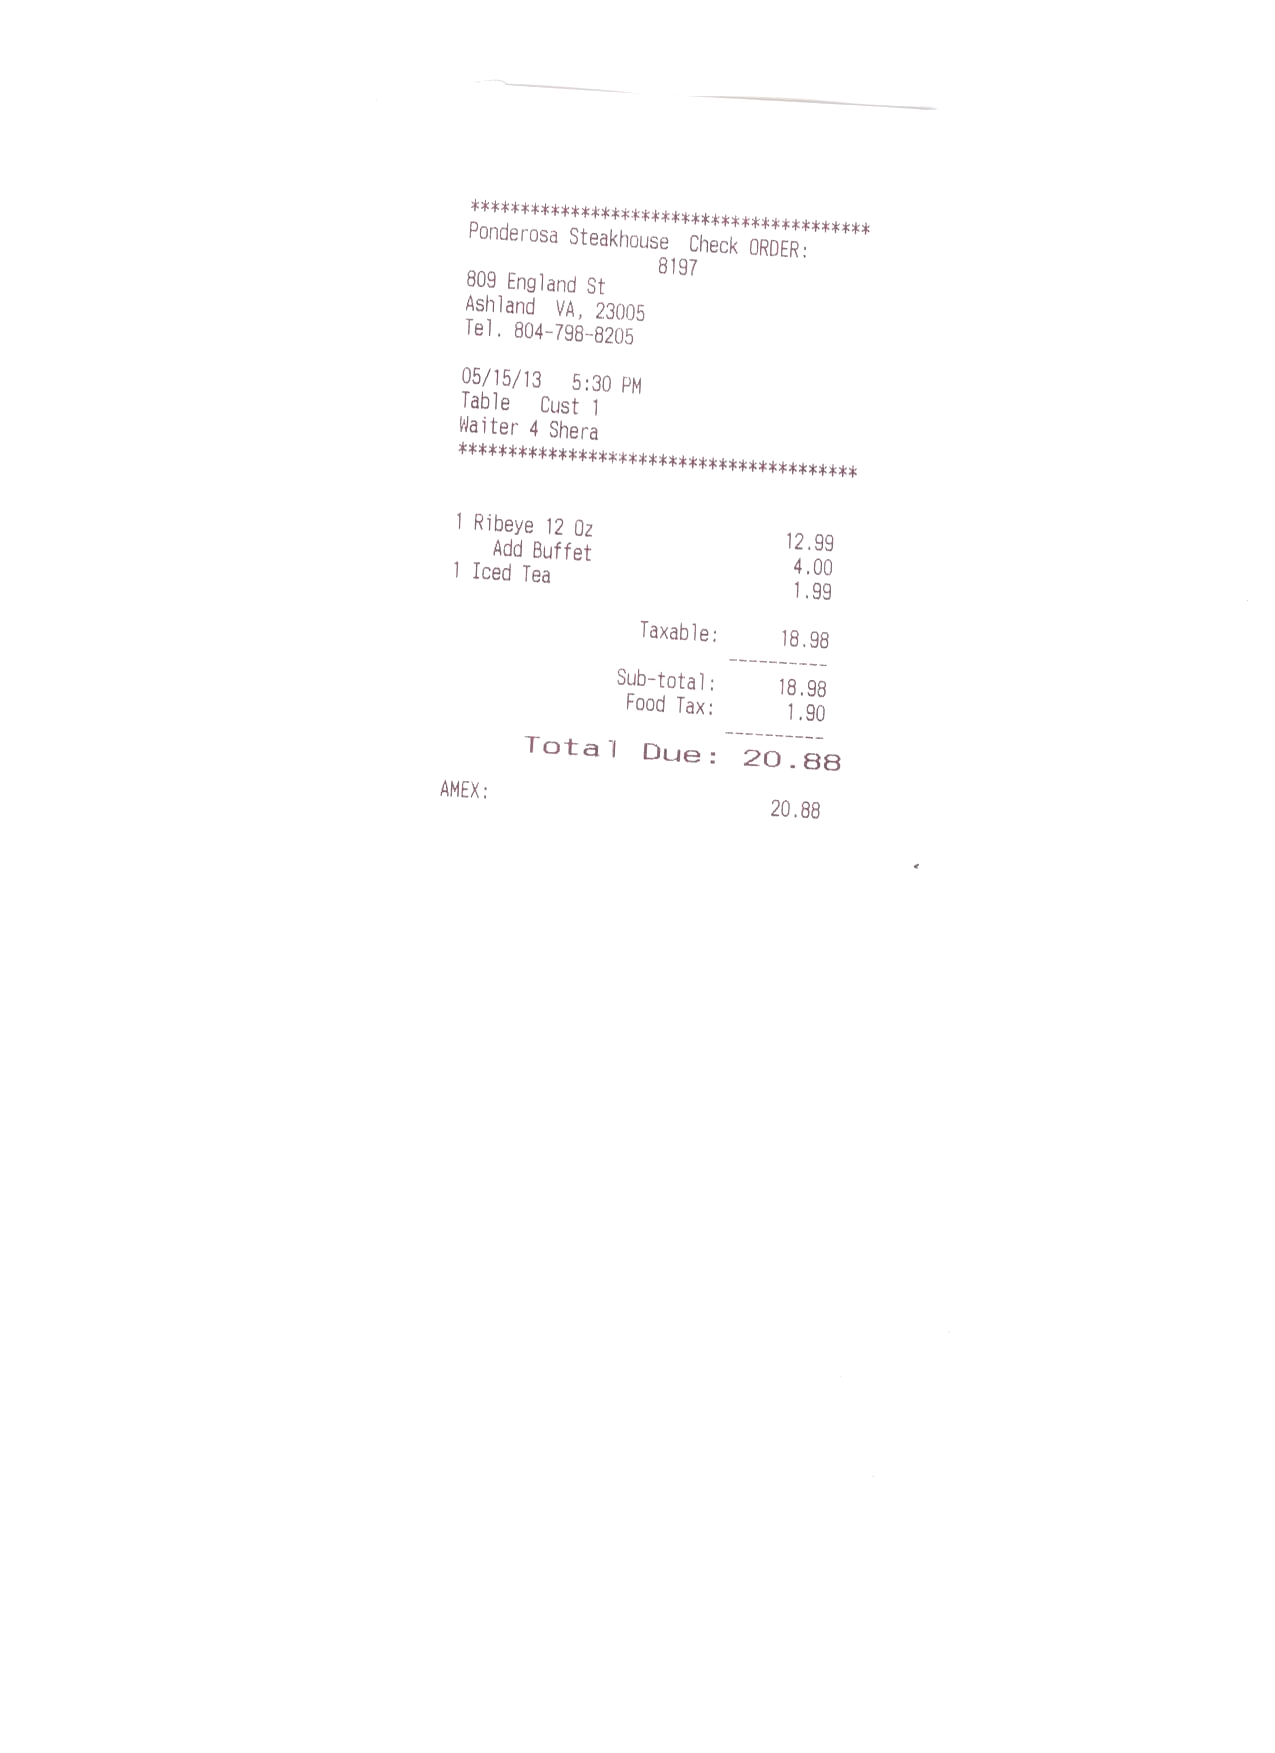 ****************************************
Ponderosa Steakhouse  Check ORDER:
8197
809 England St
Ashland  VA, 23005
Tel. 804-798-8205
05/15/13   5:30 PM
Table   Cust 1
Waiter 4 Shera
****************************************
1 Ribeye 12 Oz 12.99
Add Buffet 4.00
1 Iced Tea 1.99
Taxable: 18.98
----------
Sub-total: 18.98
Food Tax: 1.90
----------
Total Due: 20.88
AMEX: 20.88